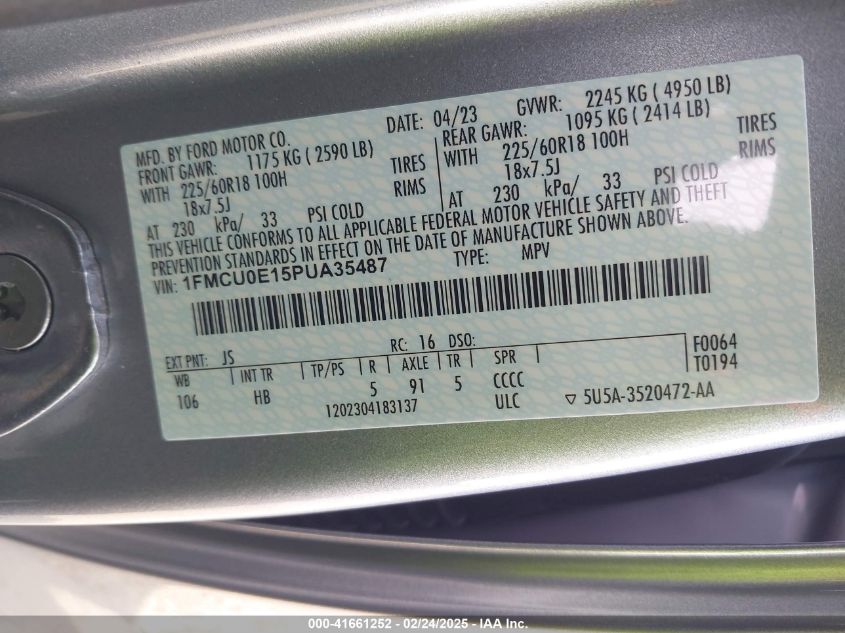 MFD. BY FORD MOTOR CO. DATE: 04/23 GVWR: 2245 KG ( 4950 LB)
FRONT GAWR: 1175 KG ( 2590 LB) REAR GAWR: 1095 KG ( 2414 LB)
WITH 225/60R18 100H TIRES WITH 225/60R18 100H TIRES
18x7.5J RIMS 18x7.5J RIMS
AT 230 kPa/ 33 PSI COLD AT 230 kPa/ 33 PSI COLD
THIS VEHICLE CONFORMS TO ALL APPLICABLE FEDERAL MOTOR VEHICLE SAFETY AND THEFT
PREVENTION STANDARDS IN EFFECT ON THE DATE OF MANUFACTURE SHOWN ABOVE.
VIN: 1FMCU0E15PUA35487 TYPE: MPV
EXT PNT: JS RC: 16 DSO: F0064
WB INT TR TP/PS R AXLE TR SPR T0194
106 HB 5 91 5 CCCC
1202304183137 ULC ▽ 5U5A-3520472-AA
000-41661252 - 02/24/2025 - IAA Inc.